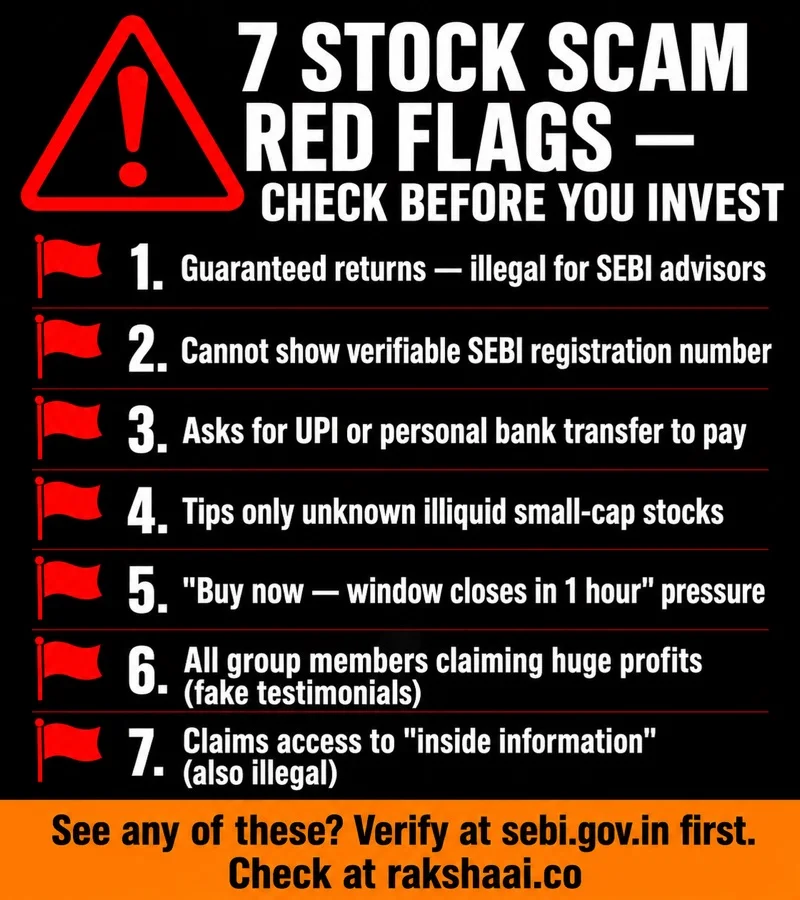 7 STOCK SCAM
RED FLAGS —
CHECK BEFORE YOU INVEST
1. Guaranteed returns — illegal for SEBI advisors
2. Cannot show verifiable SEBI registration number
3. Asks for UPI or personal bank transfer to pay
4. Tips only unknown illiquid small-cap stocks
5. "Buy now — window closes in 1 hour" pressure
6. All group members claiming huge profits
(fake testimonials)
7. Claims access to "inside information"
(also illegal)
See any of these? Verify at sebi.gov.in first.
Check at rakshaai.co